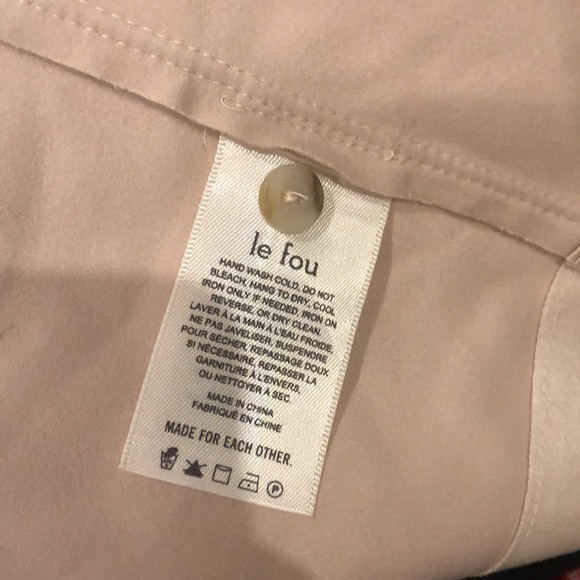 le fou
HAND WASH COLD, DO NOT
BLEACH, HANG TO DRY, COOL
IRON ONLY IF NEEDED, IRON ON
REVERSE, OR DRY CLEAN.
LAVER À LA MAIN À L'EAU FROIDE,
NE PAS JAVELISER, SUSPENDRE
POUR SÉCHER, REPASSAGE DOUX
SI NÉCESSAIRE, REPASSER LA
GARNITURE À L'ENVERS,
OU NETTOYER À SEC.
MADE IN CHINA
FABRIQUÉ EN CHINE
MADE FOR EACH OTHER.
P